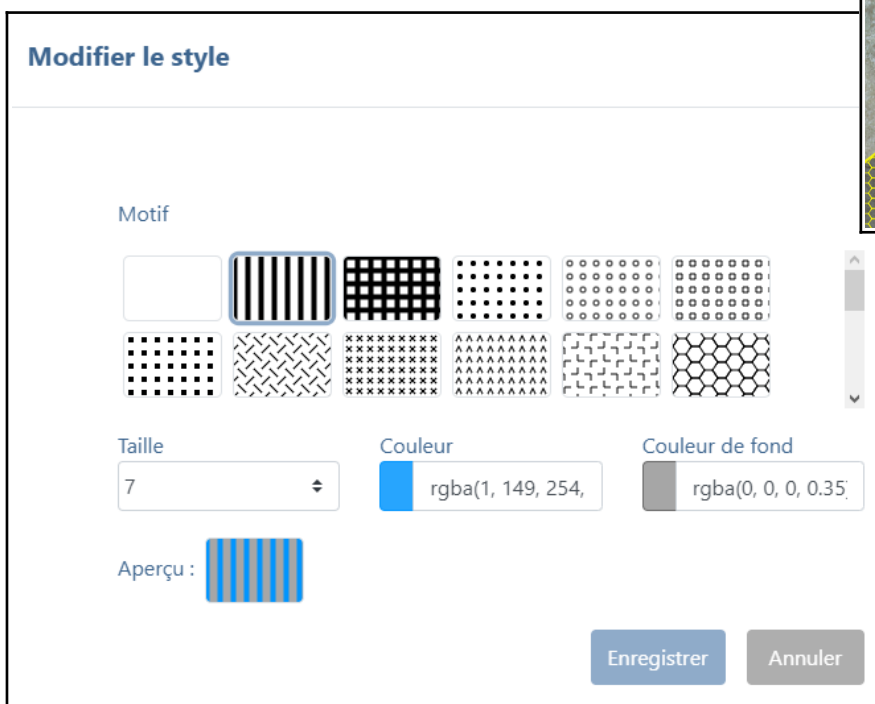 Modifier le style
Motif
Taille Couleur Couleur de fond
7 rgba(1, 149, 254, rgba(0, 0, 0, 0.35)
Aperçu :
Enregistrer Annuler